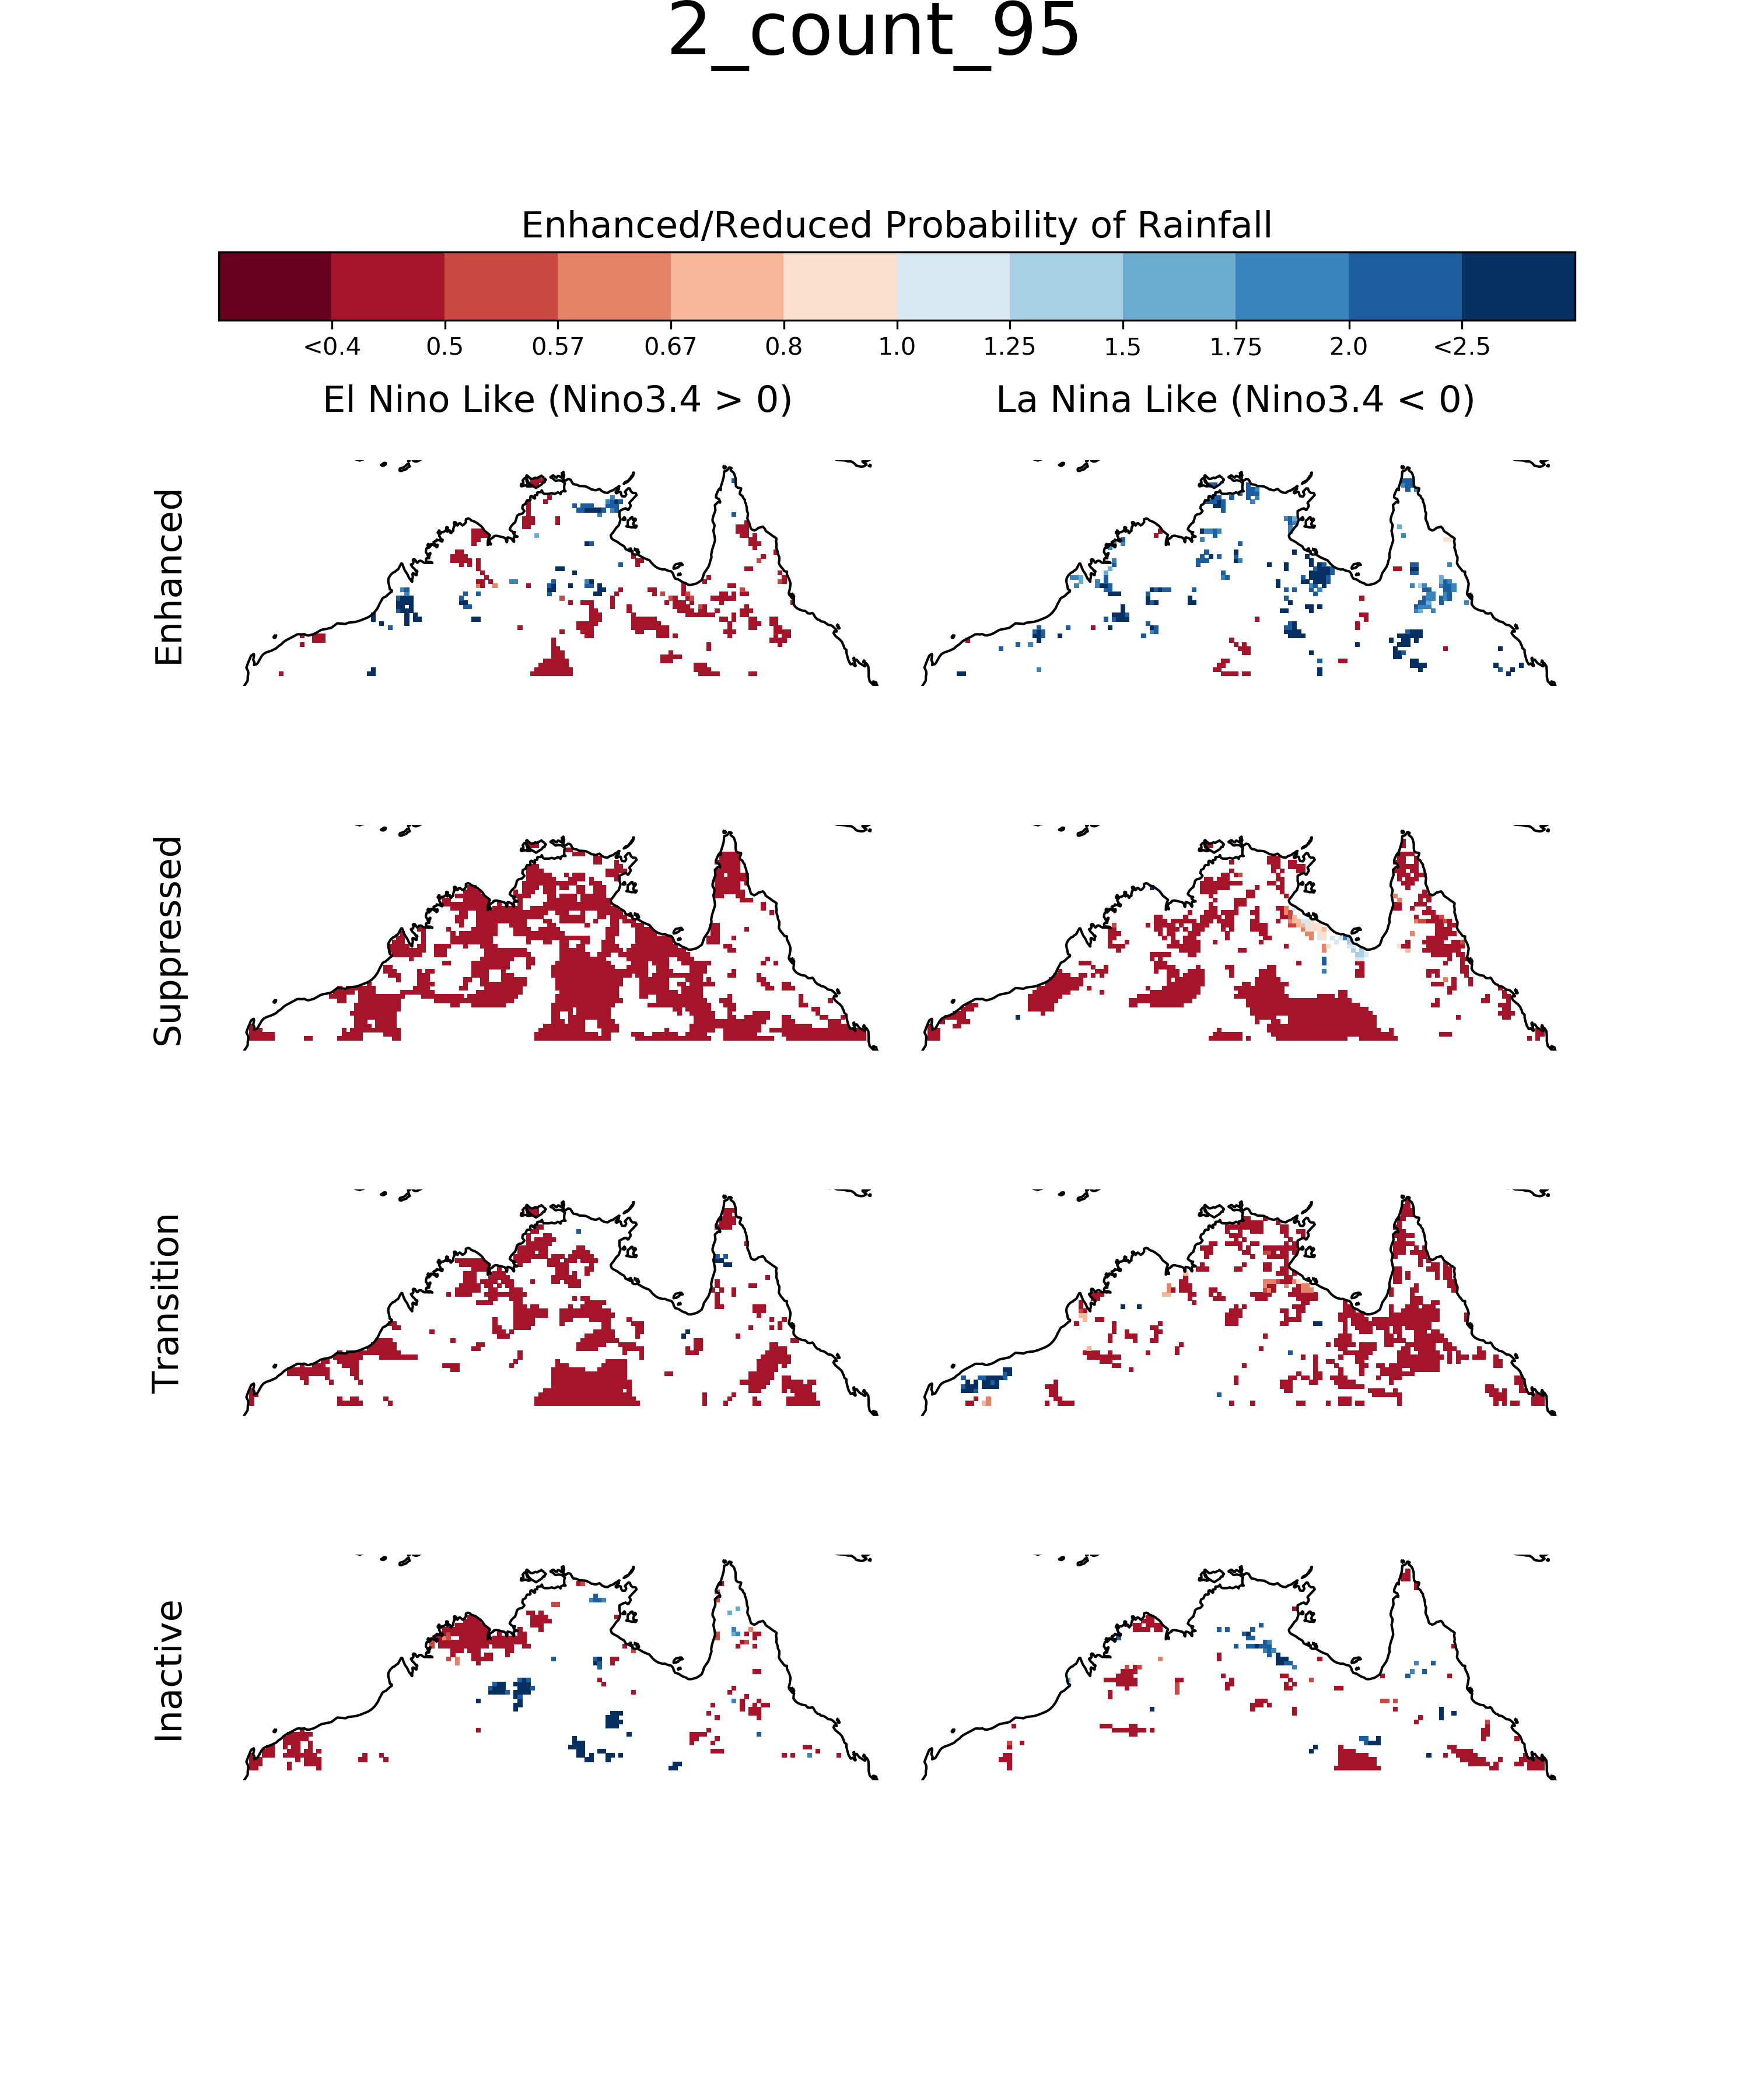 2_count_95
Enhanced/Reduced Probability of Rainfall
<0.4 0.5 0.57 0.67 0.8 1.0 1.25 1.5 1.75 2.0 <2.5
El Nino Like (Nino3.4 > 0) La Nina Like (Nino3.4 < 0)
Enhanced
Suppressed
Transition
Inactive